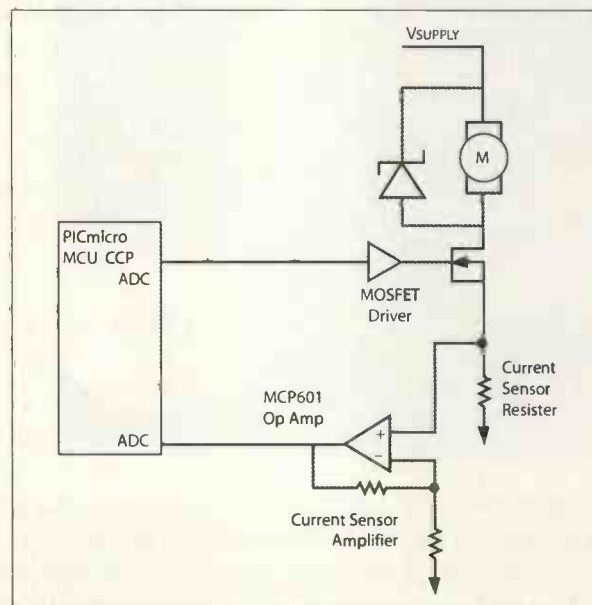 VSUPPLY
M
PICmicro
MCU CCP
ADC
MOSFET
Driver
Current
Sensor
Resister
MCP601
Op Amp
+
−
ADC
Current Sensor
Amplifier